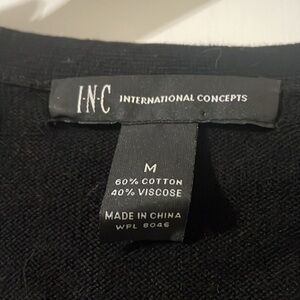 I·N·C INTERNATIONAL CONCEPTS
M
60% COTTON
40% VISCOSE
MADE IN CHINA
WPL 8046